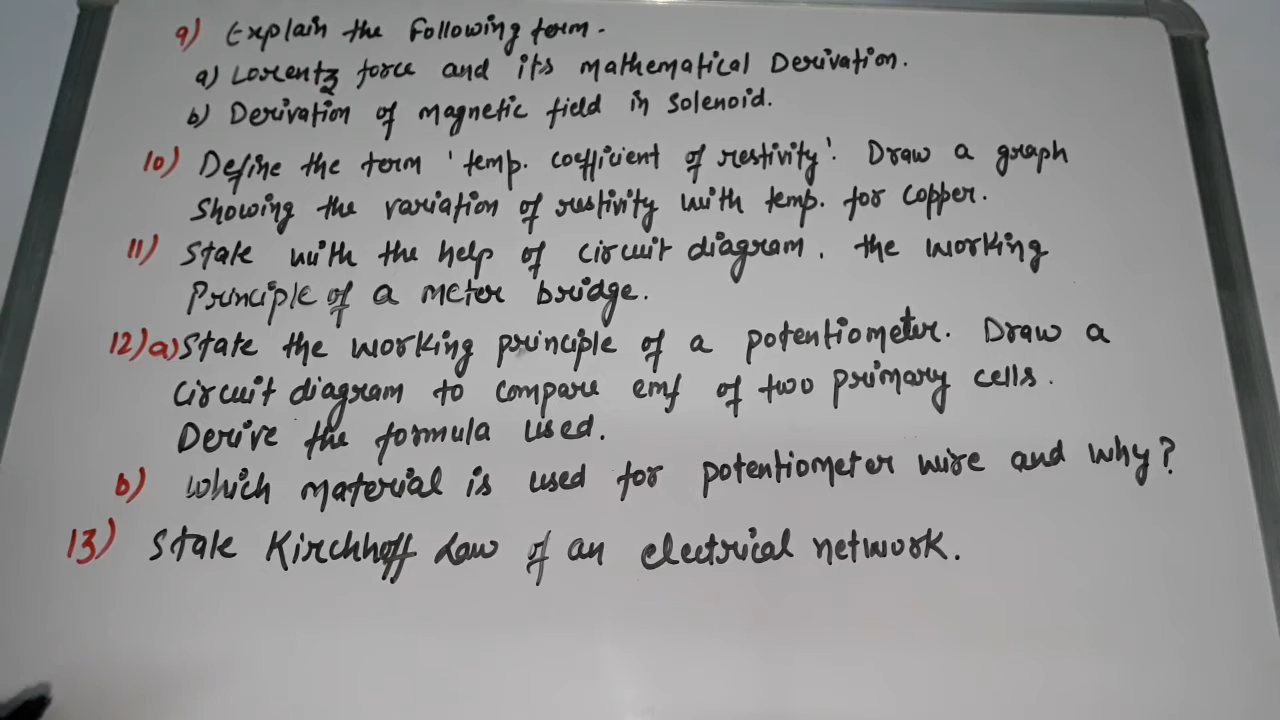 9) Explain the Following term.
a) Lorentz force and its mathematical Derivation.
b) Derivation of magnetic field in solenoid.
10) Define the term 'temp. coefficient of restivity'. Draw a graph
Showing the variation of restivity with temp. for copper.
11) State with the help of circuit diagram. the working
Principle of a meter bridge.
12) a) State the working principle of a potentiometer. Draw a
Circuit diagram to compare emf of two primary cells.
Derive the formula used.
b) which material is used for potentiometer wire and why?
13) State Kirchhoff Law of an electrical network.